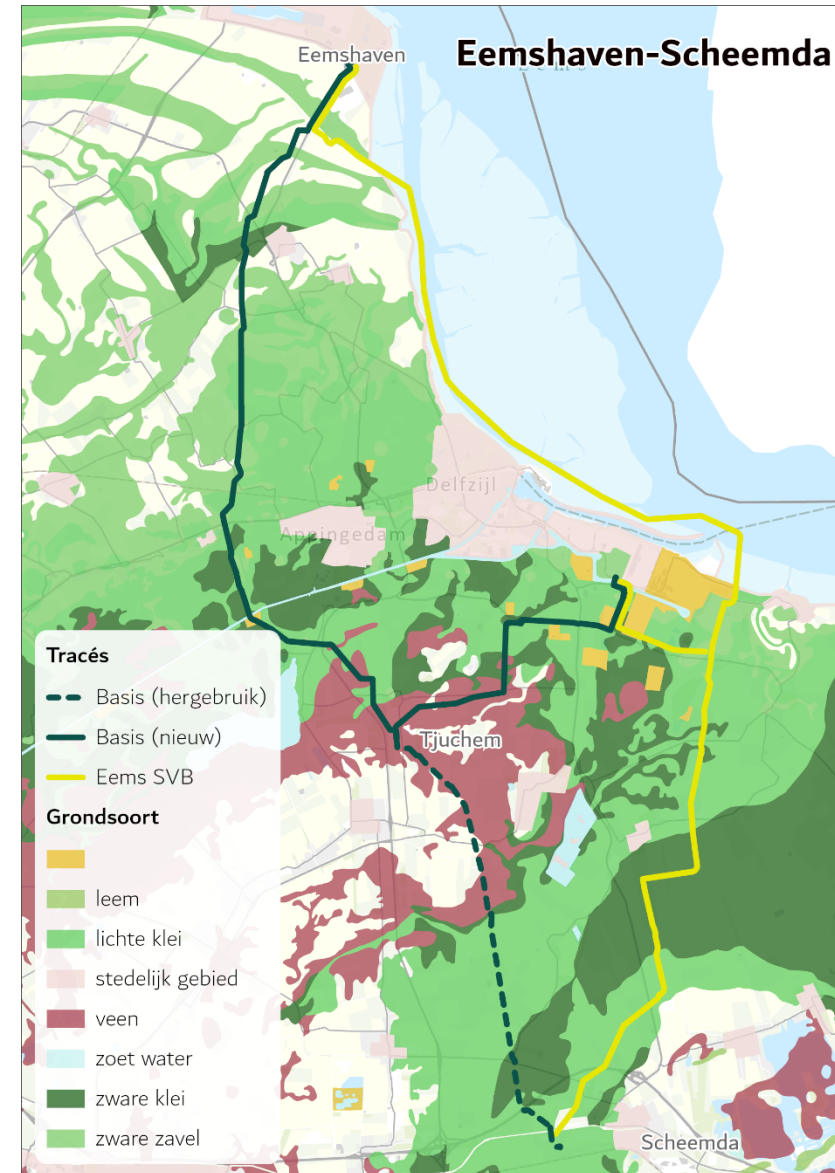 Eemshaven
Eemshaven-Scheemda
Delfzijl
Appingedam
Tjuchem
Scheemda
Tracés
Basis (hergebruik)
Basis (nieuw)
Eems SVB
Grondsoort
leem
lichte klei
stedelijk gebied
veen
zoet water
zware klei
zware zavel